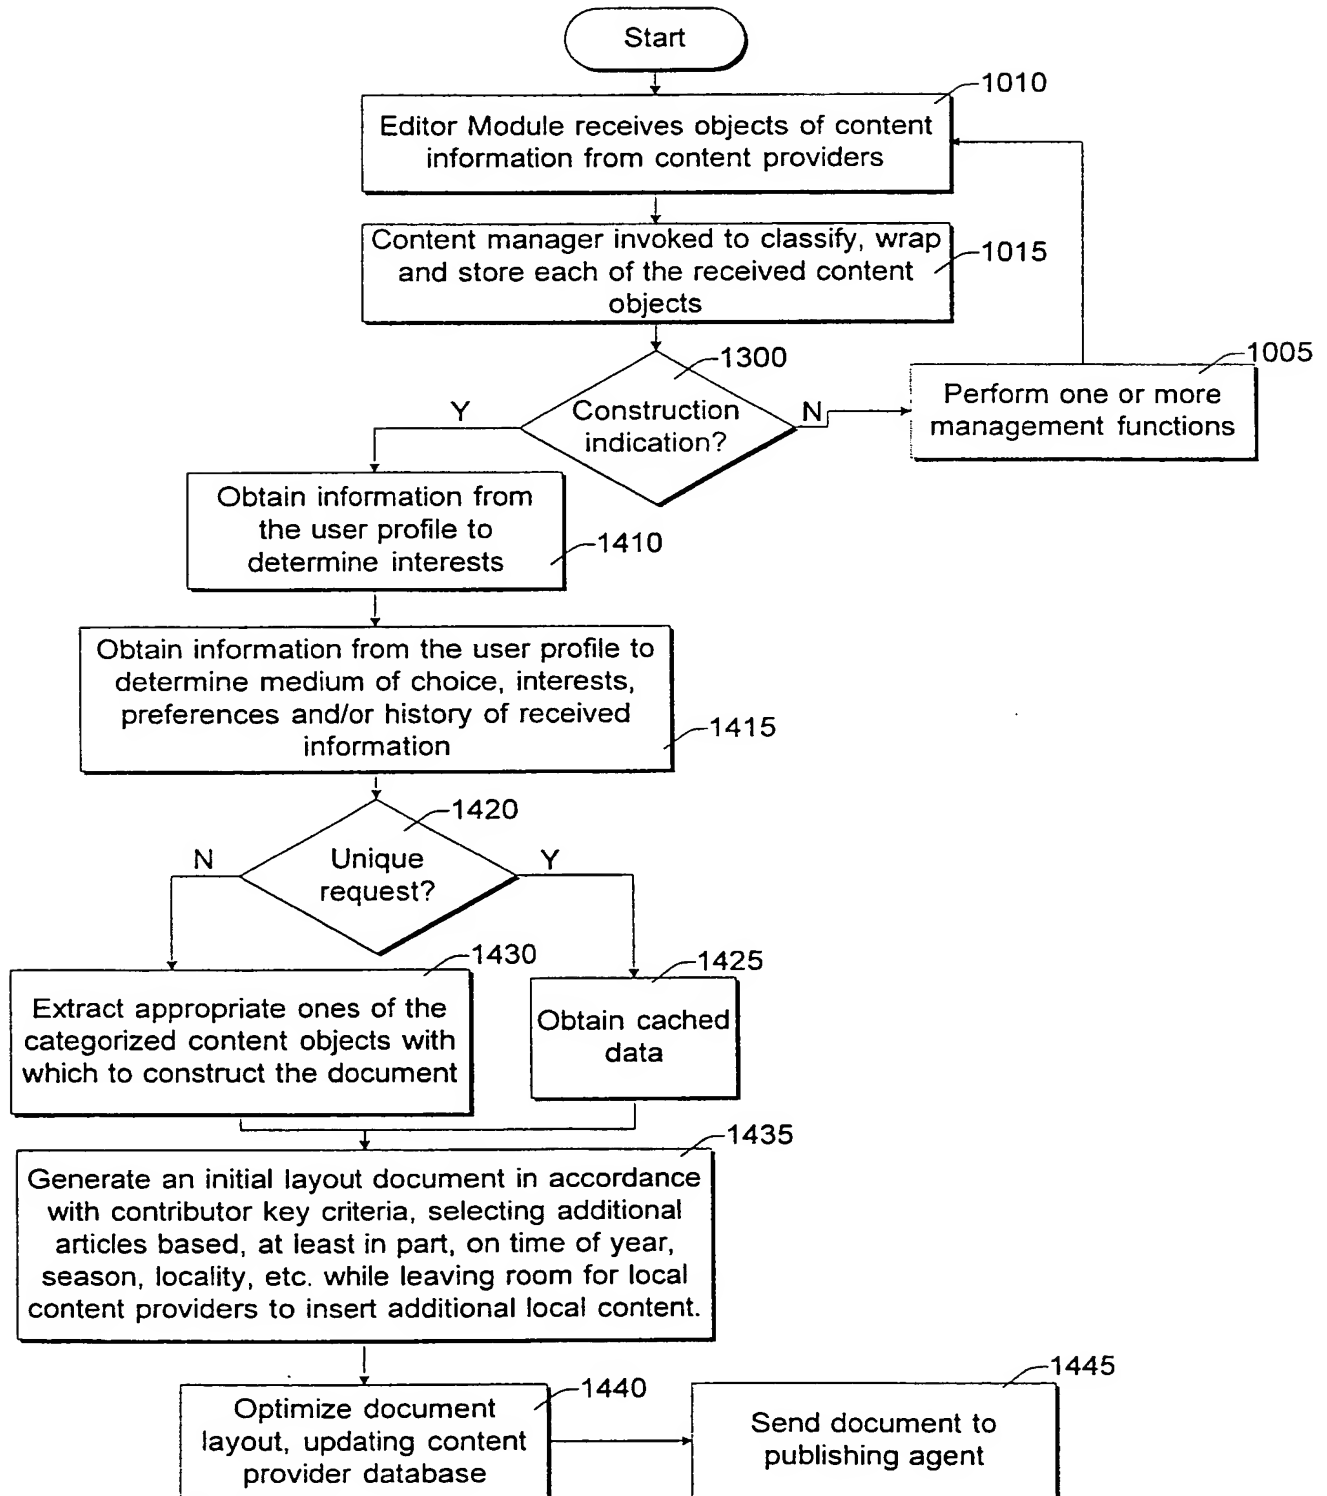 Start
1010
Editor Module receives objects of content
information from content providers
Content manager invoked to classify, wrap
and store each of the received content
objects
1015
1300
Construction
indication?
Y
N
1005
Perform one or more
management functions
Obtain information from
the user profile to
determine interests
1410
Obtain information from the user profile to
determine medium of choice, interests,
preferences and/or history of received
information
1415
1420
Unique
request?
N
Y
1430
Extract appropriate ones of the
categorized content objects with
which to construct the document
1425
Obtain cached
data
1435
Generate an initial layout document in accordance
with contributor key criteria, selecting additional
articles based, at least in part, on time of year,
season, locality, etc. while leaving room for local
content providers to insert additional local content.
1440
Optimize document
layout, updating content
provider database
1445
Send document to
publishing agent